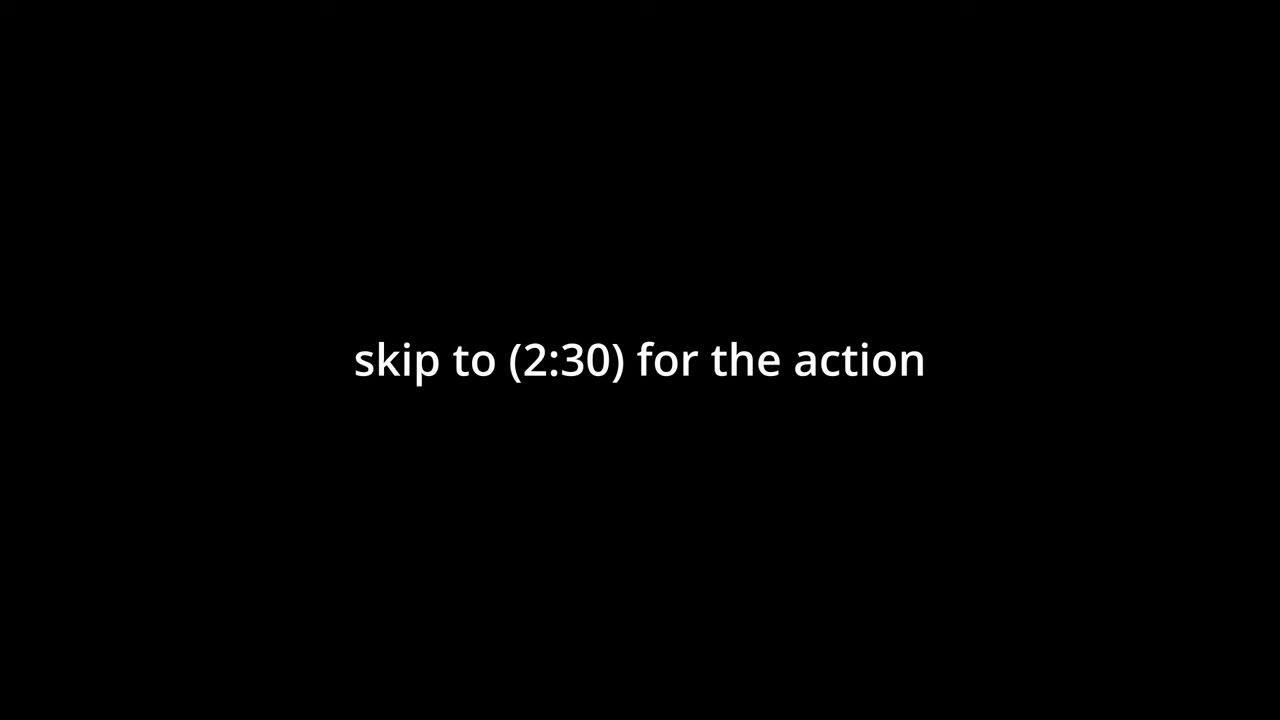 skip to (2:30) for the action